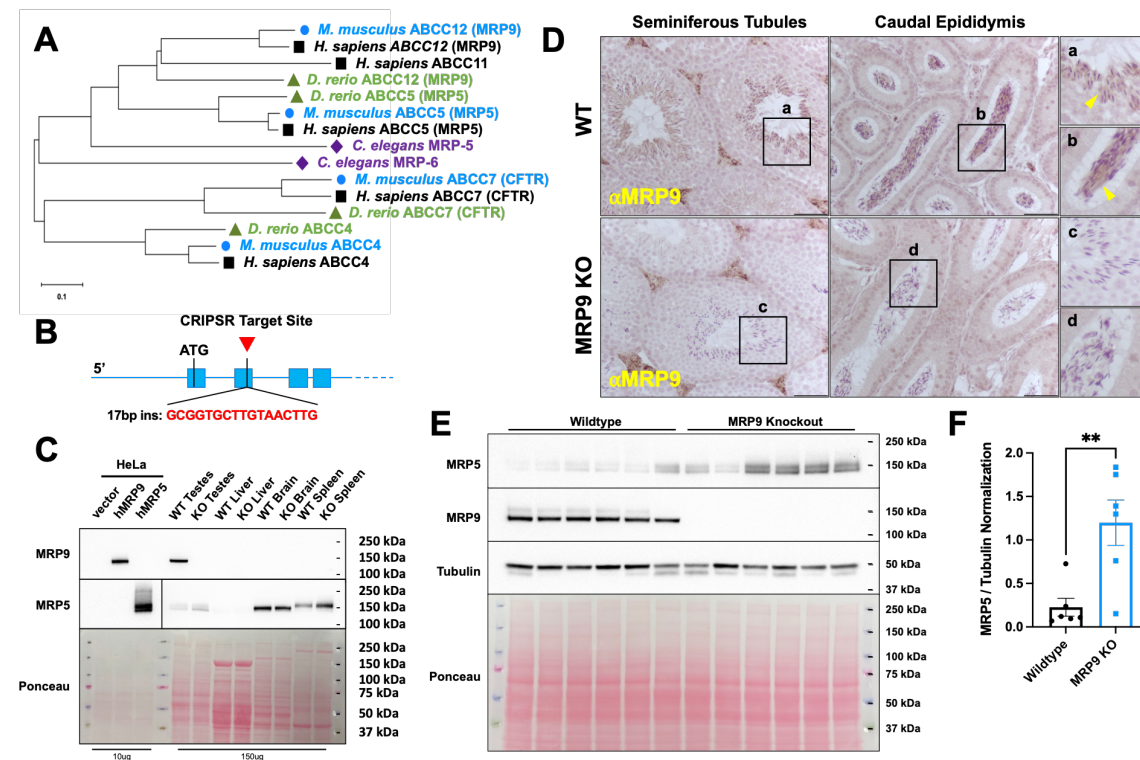 A
M. musculus ABCC12 (MRP9)
H. sapiens ABCC12 (MRP9)
H. sapiens ABCC11
D. rerio ABCC12 (MRP9)
D. rerio ABCC5 (MRP5)
M. musculus ABCC5 (MRP5)
H. sapiens ABCC5 (MRP5)
C. elegans MRP-5
C. elegans MRP-6
M. musculus ABCC7 (CFTR)
H. sapiens ABCC7 (CFTR)
D. rerio ABCC7 (CFTR)
D. rerio ABCC4
M. musculus ABCC4
H. sapiens ABCC4
0.1
B
CRIPSR Target Site
ATG
5’
17bp ins: GCGGTGCTTGTAACTTG
C
HeLa
vector
hMRP9
hMRP5
WT Testes
KO Testes
WT Liver
KO Liver
WT Brain
KO Brain
WT Spleen
KO Spleen
MRP9
250 kDa
150 kDa
100 kDa
MRP5
250 kDa
150 kDa
100 kDa
Ponceau
250 kDa
150 kDa
100 kDa
75 kDa
50 kDa
37 kDa
10ug
150ug
D
Seminiferous Tubules
Caudal Epididymis
WT
a
b
αMRP9
a
b
MRP9 KO
c
d
αMRP9
c
d
E
Wildtype
MRP9 Knockout
MRP5
250 kDa
150 kDa
MRP9
150 kDa
100 kDa
Tubulin
50 kDa
37 kDa
Ponceau
250 kDa
150 kDa
100 kDa
75 kDa
50 kDa
37 kDa
F
MRP5 / Tubulin Normalization
**
2.0
1.5
1.0
0.5
0.0
Wildtype
MRP9 KO